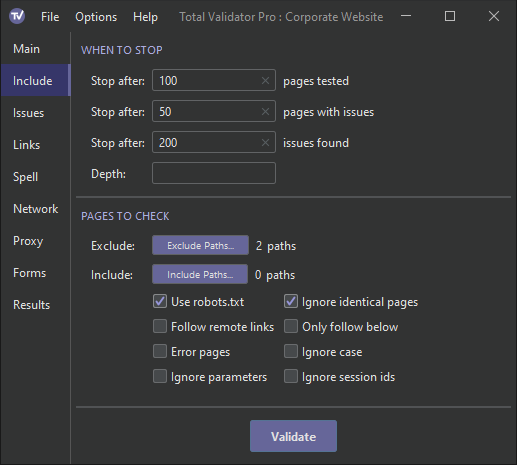 TV File Options Help Total Validator Pro : Corporate Website
Main
Include
Issues
Links
Spell
Network
Proxy
Forms
Results
WHEN TO STOP
Stop after: 100 pages tested
Stop after: 50 pages with issues
Stop after: 200 issues found
Depth:
PAGES TO CHECK
Exclude: Exclude Paths... 2 paths
Include: Include Paths... 0 paths
Use robots.txt Ignore identical pages
Follow remote links Only follow below
Error pages Ignore case
Ignore parameters Ignore session ids
Validate